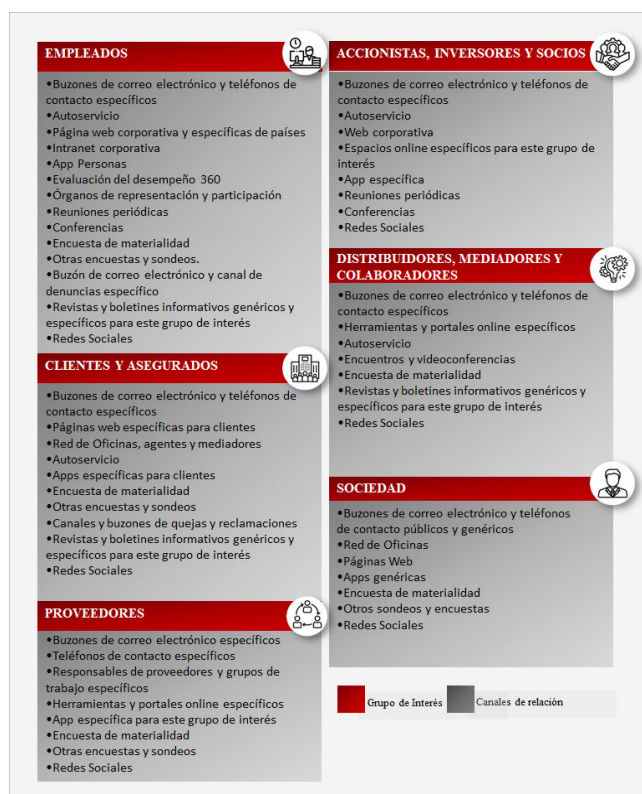 EMPLEADOS
•Buzones de correo electrónico y teléfonos de
contacto específicos
•Autoservicio
•Página web corporativa y específicas de países
•Intranet corporativa
•App Personas
•Evaluación del desempeño 360
•Órganos de representación y participación
•Reuniones periódicas
•Conferencias
•Encuesta de materialidad
•Otras encuestas y sondeos.
•Buzón de correo electrónico y canal de
denuncias específico
•Revistas y boletines informativos genéricos y
específicos para este grupo de interés
•Redes Sociales
CLIENTES Y ASEGURADOS
•Buzones de correo electrónico y teléfonos de
contacto específicos
•Páginas web específicas para clientes
•Red de Oficinas, agentes y mediadores
•Autoservicio
•Apps específicas para clientes
•Encuesta de materialidad
•Otras encuestas y sondeos
•Canales y buzones de quejas y reclamaciones
•Revistas y boletines informativos genéricos y
específicos para este grupo de interés
•Redes Sociales
PROVEEDORES
•Buzones de correo electrónico específicos
•Teléfonos de contacto específicos
•Responsables de proveedores y grupos de
trabajo específicos
•Herramientas y portales online específicos
•App específica para este grupo de interés
•Encuesta de materialidad
•Otras encuestas y sondeos
•Redes Sociales
ACCIONISTAS, INVERSORES Y SOCIOS
•Buzones de correo electrónico y teléfonos de
contacto específicos
•Autoservicio
•Web corporativa
•Espacios online específicos para este grupo de
interés
•App específica
•Reuniones periódicas
•Conferencias
•Redes Sociales
DISTRIBUIDORES, MEDIADORES Y
COLABORADORES
•Buzones de correo electrónico y teléfonos de
contacto específicos
•Herramientas y portales online específicos
•Autoservicio
•Encuentros y videoconferencias
•Encuesta de materialidad
•Revistas y boletines informativos genéricos y
específicos para este grupo de interés
•Redes Sociales
SOCIEDAD
•Buzones de correo electrónico y teléfonos
de contacto públicos y genéricos
•Red de Oficinas
•Páginas Web
•Apps genéricas
•Encuesta de materialidad
•Otros sondeos y encuestas
•Redes Sociales
Grupo de Interés
Canales de relación